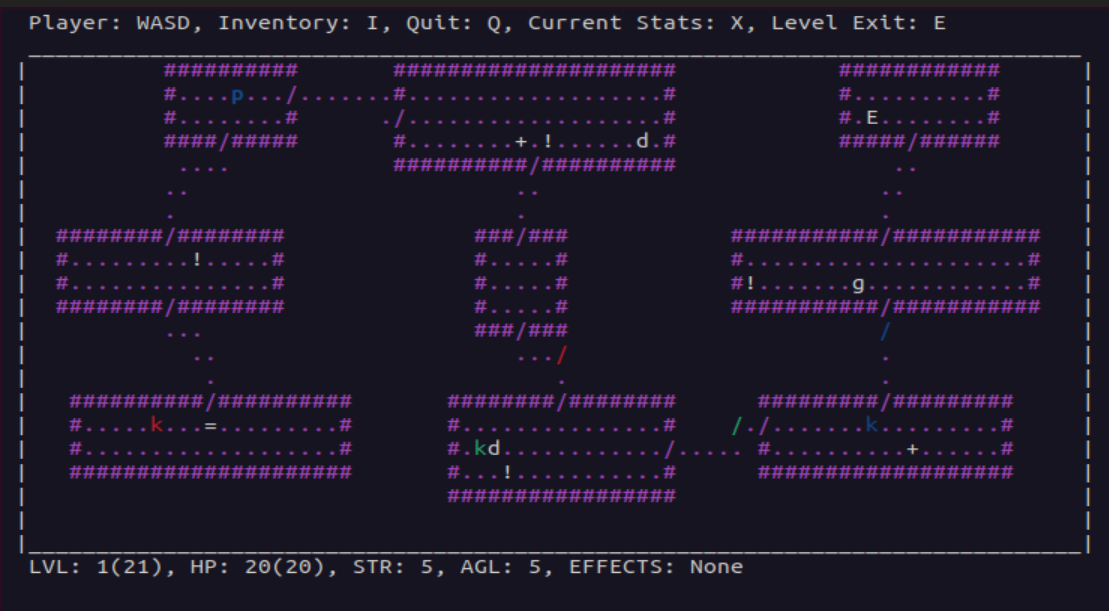 Player: WASD, Inventory: I, Quit: Q, Current Stats: X, Level Exit: E
| ########## ##################### ############ |
| #....p.../.......#...................# #..........# |
| #........# ./...................# #.E........# |
| ####/##### #........+.!......d.# #####/###### |
| .... ##########/########## .. |
| .. .. .. |
| . . . |
| ########/######## ###/### ###########/########### |
| #.........!.....# #.....# #.....................# |
| #...............# #.....# #!.......g............# |
| ########/######## #.....# ###########/########### |
| ... ###/### / |
| .. .../ . |
| . . . |
| ##########/########## ########/######## #########/######### |
| #.....k...=.........# #...............# /./.......k.........# |
| #...................# #.kd............/..... #..........+......# |
| ##################### #...!...........# ################### |
| ################# |
| |
|______________________________________________________________________________|
LVL: 1(21), HP: 20(20), STR: 5, AGL: 5, EFFECTS: None